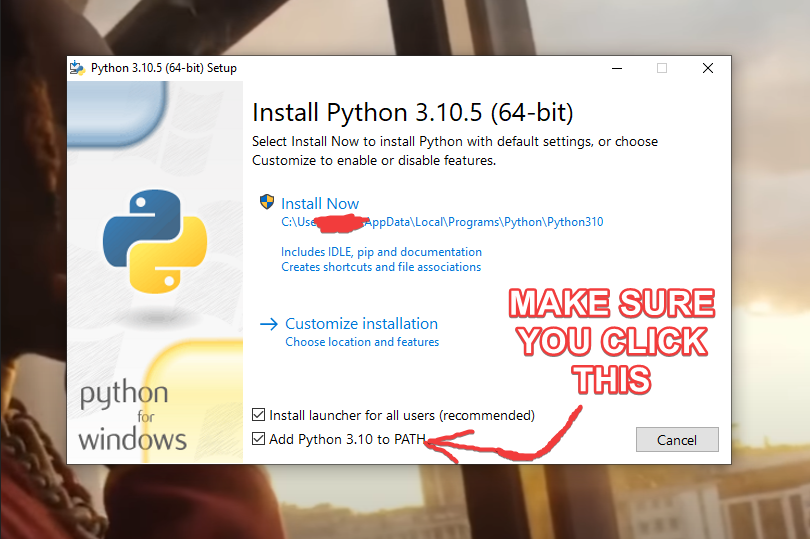 Python 3.10.5 (64-bit) Setup
Install Python 3.10.5 (64-bit)
Select Install Now to install Python with default settings, or choose
Customize to enable or disable features.
Install Now
C:\Use AppData\Local\Programs\Python\Python310
Includes IDLE, pip and documentation
Creates shortcuts and file associations
Customize installation
Choose location and features
MAKE SURE
YOU CLICK
THIS
Install launcher for all users (recommended)
Add Python 3.10 to PATH
Cancel
python
for
windows